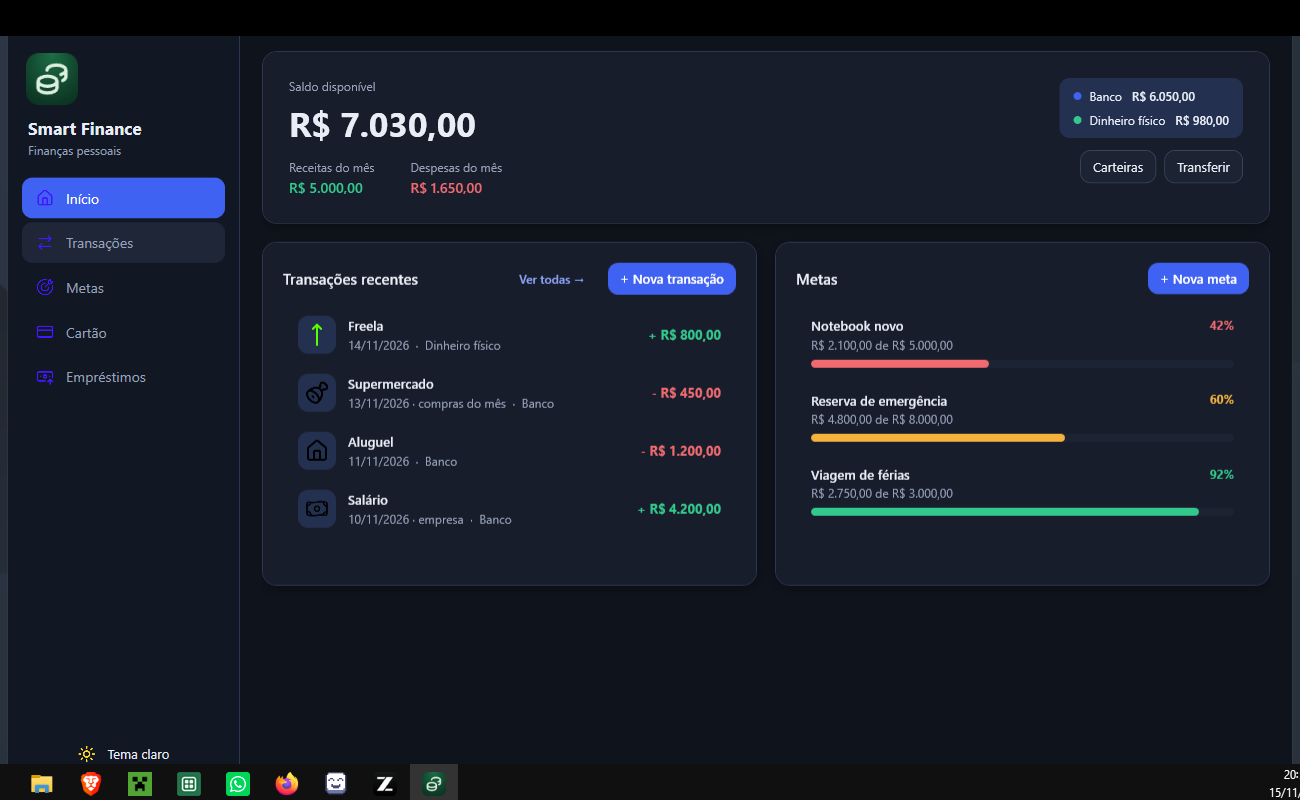 Smart Finance
Finanças pessoais
Início
Transações
Metas
Cartão
Empréstimos
Tema claro
Saldo disponível
R$ 7.030,00
Receitas do mês
R$ 5.000,00
Despesas do mês
R$ 1.650,00
Banco R$ 6.050,00
Dinheiro físico R$ 980,00
Carteiras
Transferir
Transações recentes
Ver todas →
+ Nova transação
Freela
14/11/2026 · Dinheiro físico
+ R$ 800,00
Supermercado
13/11/2026 · compras do mês · Banco
- R$ 450,00
Aluguel
11/11/2026 · Banco
- R$ 1.200,00
Salário
10/11/2026 · empresa · Banco
+ R$ 4.200,00
Metas
+ Nova meta
Notebook novo
42%
R$ 2.100,00 de R$ 5.000,00
Reserva de emergência
60%
R$ 4.800,00 de R$ 8.000,00
Viagem de férias
92%
R$ 2.750,00 de R$ 3.000,00
20:
15/11/